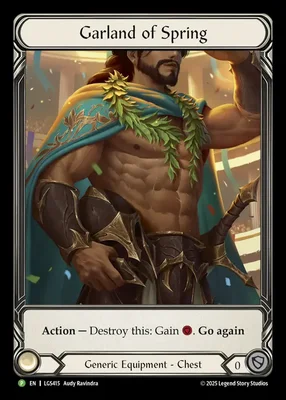 Garland of Spring
Action — Destroy this: Gain . Go again
Generic Equipment - Chest
0
P EN | LGS415 Audy Ravindra
©2025 Legend Story Studios